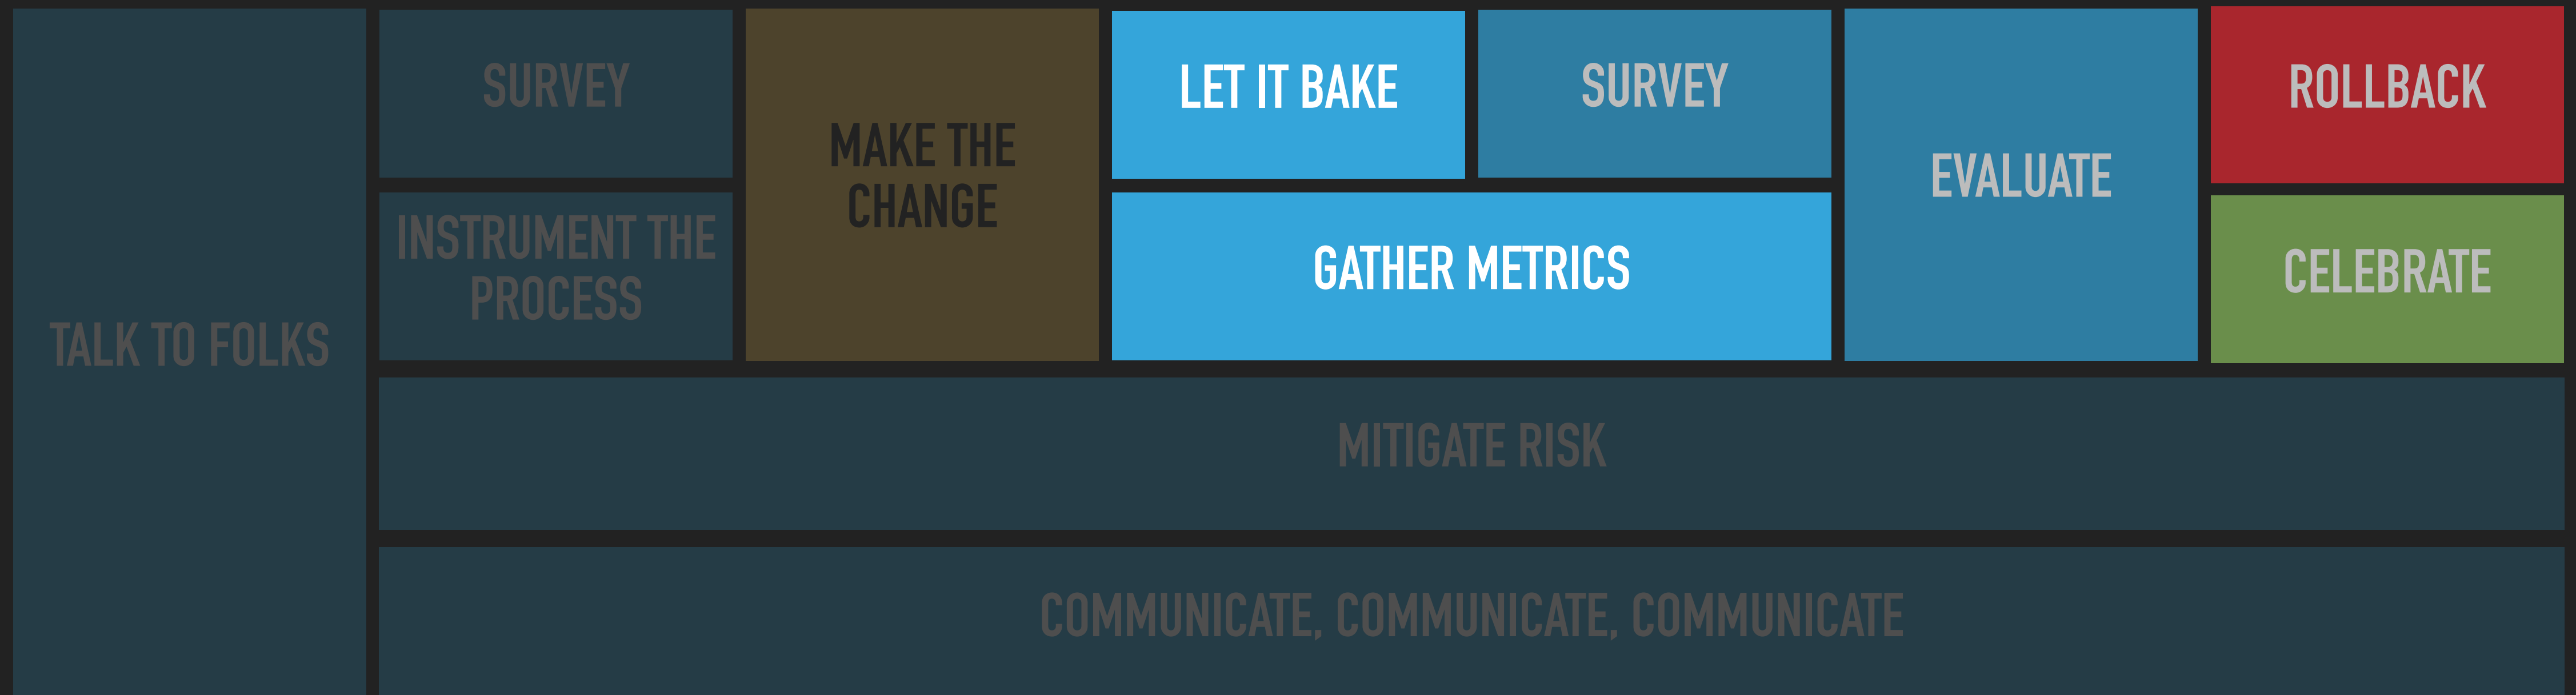 TALK TO FOLKS
SURVEY
INSTRUMENT THE
PROCESS
MAKE THE
CHANGE
LET IT BAKE
SURVEY
GATHER METRICS
EVALUATE
ROLLBACK
CELEBRATE
MITIGATE RISK
COMMUNICATE, COMMUNICATE, COMMUNICATE